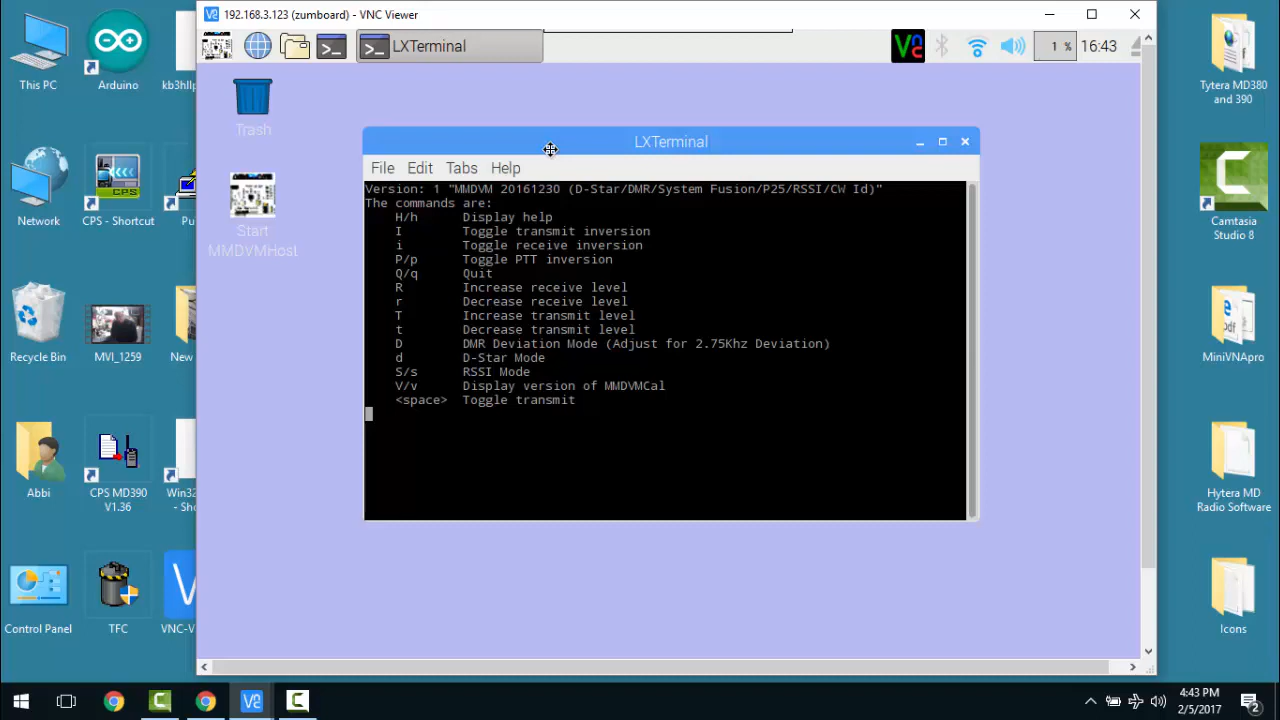 192.168.3.123 (zumboard) - VNC Viewer
LXTerminal
1 %
16:43
This PC
Arduino
kb3hllp
Network
CPS - Shortcut
Pu
Recycle Bin
MVI_1259
New
Abbi
CPS MD390
V1.36
Win32
- Sho
Control Panel
TFC
VNC-V
Trash
Start
MMDVMHost
LXTerminal
File Edit Tabs Help
Version: 1 "MMDVM 20161230 (D-Star/DMR/System Fusion/P25/RSSI/CW Id)"
The commands are:
H/h Display help
I Toggle transmit inversion
i Toggle receive inversion
P/p Toggle PTT inversion
Q/q Quit
R Increase receive level
r Decrease receive level
T Increase transmit level
t Decrease transmit level
D DMR Deviation Mode (Adjust for 2.75Khz Deviation)
d D-Star Mode
S/s RSSI Mode
V/v Display version of MMDVMCal
<space> Toggle transmit
Tytera MD380
and 390
Camtasia
Studio 8
MiniVNApro
Hytera MD
Radio Software
Icons
4:43 PM
2/5/2017
2